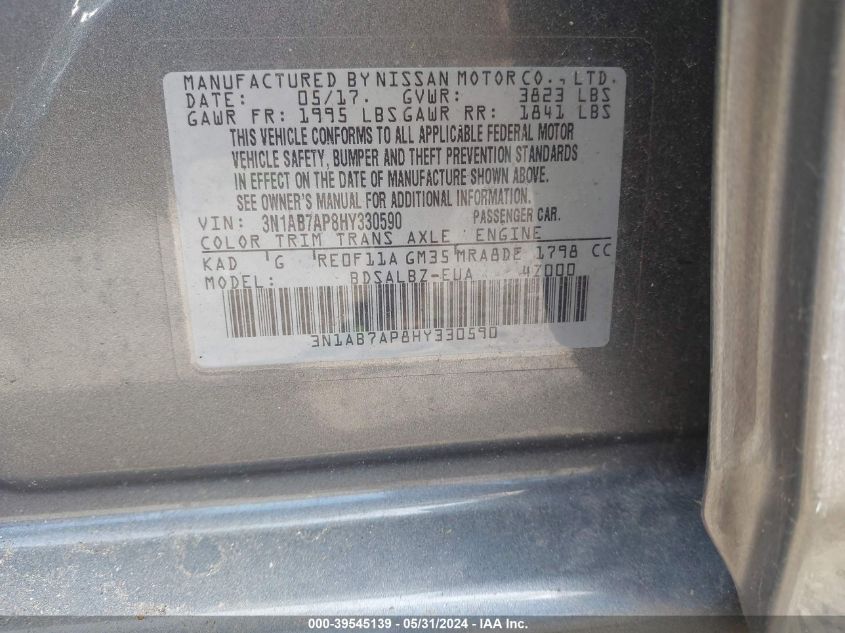 MANUFACTURED BY NISSAN MOTOR CO., LTD.
DATE: 05/17. GVWR: 3823 LBS
GAWR FR: 1995 LBS GAWR RR: 1841 LBS
THIS VEHICLE CONFORMS TO ALL APPLICABLE FEDERAL MOTOR
VEHICLE SAFETY, BUMPER AND THEFT PREVENTION STANDARDS
IN EFFECT ON THE DATE OF MANUFACTURE SHOWN ABOVE.
SEE OWNER'S MANUAL FOR ADDITIONAL INFORMATION.
VIN: 3N1AB7AP8HY330590 PASSENGER CAR.
COLOR TRIM TRANS AXLE ENGINE
KAD G RE0F11A GM35 MRA8DE 1798 CC
MODEL: BDSALBZ-EUA 4Z000
3N1AB7AP8HY330590
000-39545139 - 05/31/2024 - IAAI Inc.